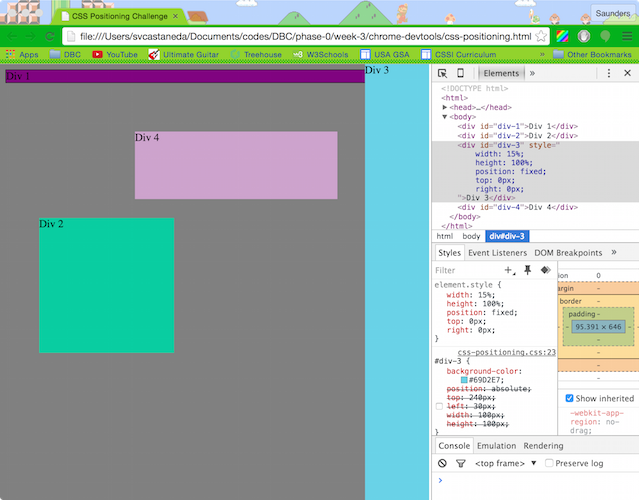 CSS Positioning Challenge
Saunders
file:///Users/svcastaneda/Documents/codes/DBC/phase-0/week-3/chrome-devtools/css-positioning.html
Apps DBC YouTube Ultimate Guitar Treehouse W3Schools USA GSA CSSi Curriculum » Other Bookmarks
Div 1
Div 4
Div 2
Div 3
Elements »
<!DOCTYPE html>
<html>
<head>…</head>
<body>
<div id="div-1">Div 1</div>
<div id="div-2">Div 2</div>
<div id="div-3" style="
width: 15%;
height: 100%;
position: fixed;
top: 0px;
right: 0px;
">Div 3</div>
<div id="div-4">Div 4</div>
</body>
</html>
html body div#div-3
Styles Event Listeners DOM Breakpoints »
Filter
element.style {
width: 15%;
height: 100%;
position: fixed;
top: 0px;
right: 0px;
}
css-positioning.css:23
#div-3 {
background-color:
#69D2E7;
position: absolute;
top: 240px;
left: 30px;
width: 100px;
height: 100px;
}
ion 0
argin -
border -
padding -
- 95.391 × 646 - -
-
-
-
Show inherited
-webkit-app-
region: no-
drag;
Console Emulation Rendering
<top frame> Preserve log
>